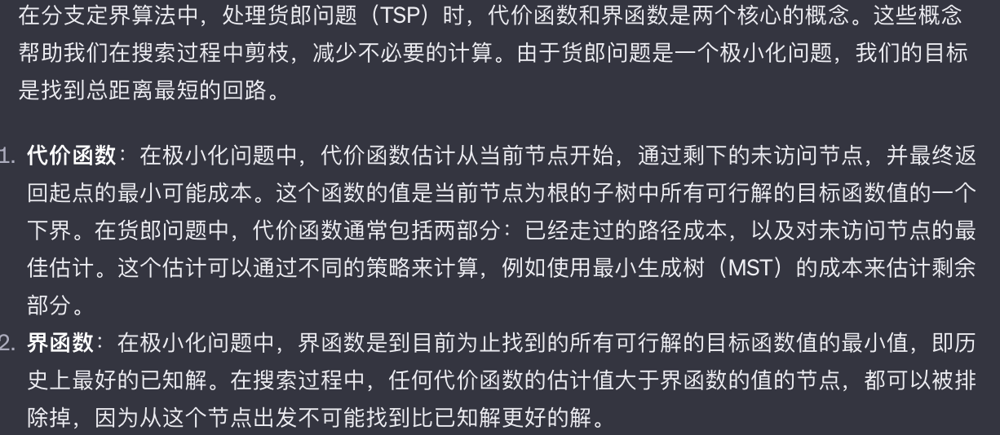 在分支定界算法中，处理货郎问题（TSP）时，代价函数和界函数是两个核心的概念。这些概念
帮助我们在搜索过程中剪枝，减少不必要的计算。由于货郎问题是一个极小化问题，我们的目标
是找到总距离最短的回路。
1. 代价函数：在极小化问题中，代价函数估计从当前节点开始，通过剩下的未访问节点，并最终返
回起点的最小可能成本。这个函数的值是当前节点为根的子树中所有可行解的目标函数值的一个
下界。在货郎问题中，代价函数通常包括两部分：已经走过的路径成本，以及对未访问节点的最
佳估计。这个估计可以通过不同的策略来计算，例如使用最小生成树（MST）的成本来估计剩余
部分。
2. 界函数：在极小化问题中，界函数是到目前为止找到的所有可行解的目标函数值的最小值，即历
史上最好的已知解。在搜索过程中，任何代价函数的估计值大于界函数的值的节点，都可以被排
除掉，因为从这个节点出发不可能找到比已知解更好的解。